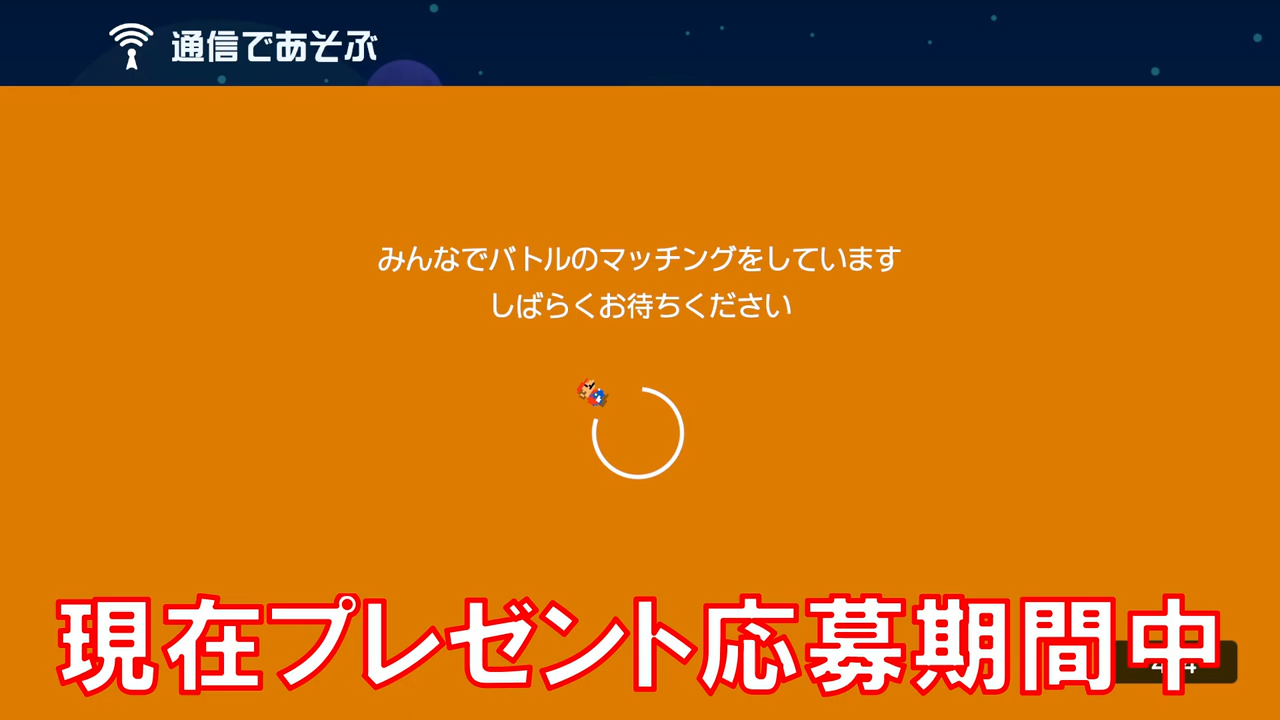 通信であそぶ
みんなでバトルのマッチングをしています
しばらくお待ちください
現在プレゼント応募期間中